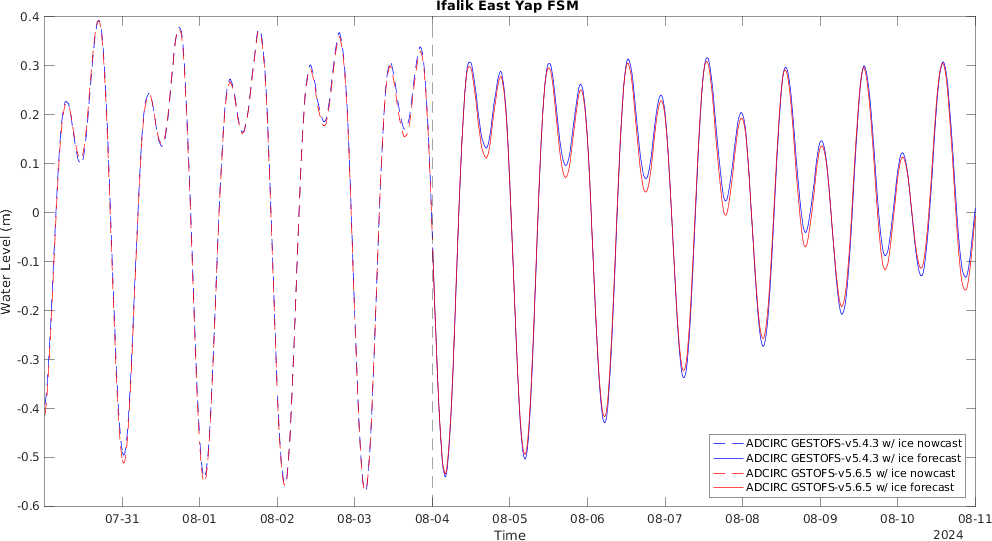 Ifalik East Yap FSM
Water Level (m)
0.4
0.3
0.2
0.1
0
-0.1
-0.2
-0.3
-0.4
-0.5
-0.6
ADCIRC GESTOFS-v5.4.3 w/ ice nowcast
ADCIRC GESTOFS-v5.4.3 w/ ice forecast
ADCIRC GSTOFS-v5.6.5 w/ ice nowcast
ADCIRC GSTOFS-v5.6.5 w/ ice forecast
07-31 08-01 08-02 08-03 08-04 08-05 08-06 08-07 08-08 08-09 08-10 08-11
Time
2024